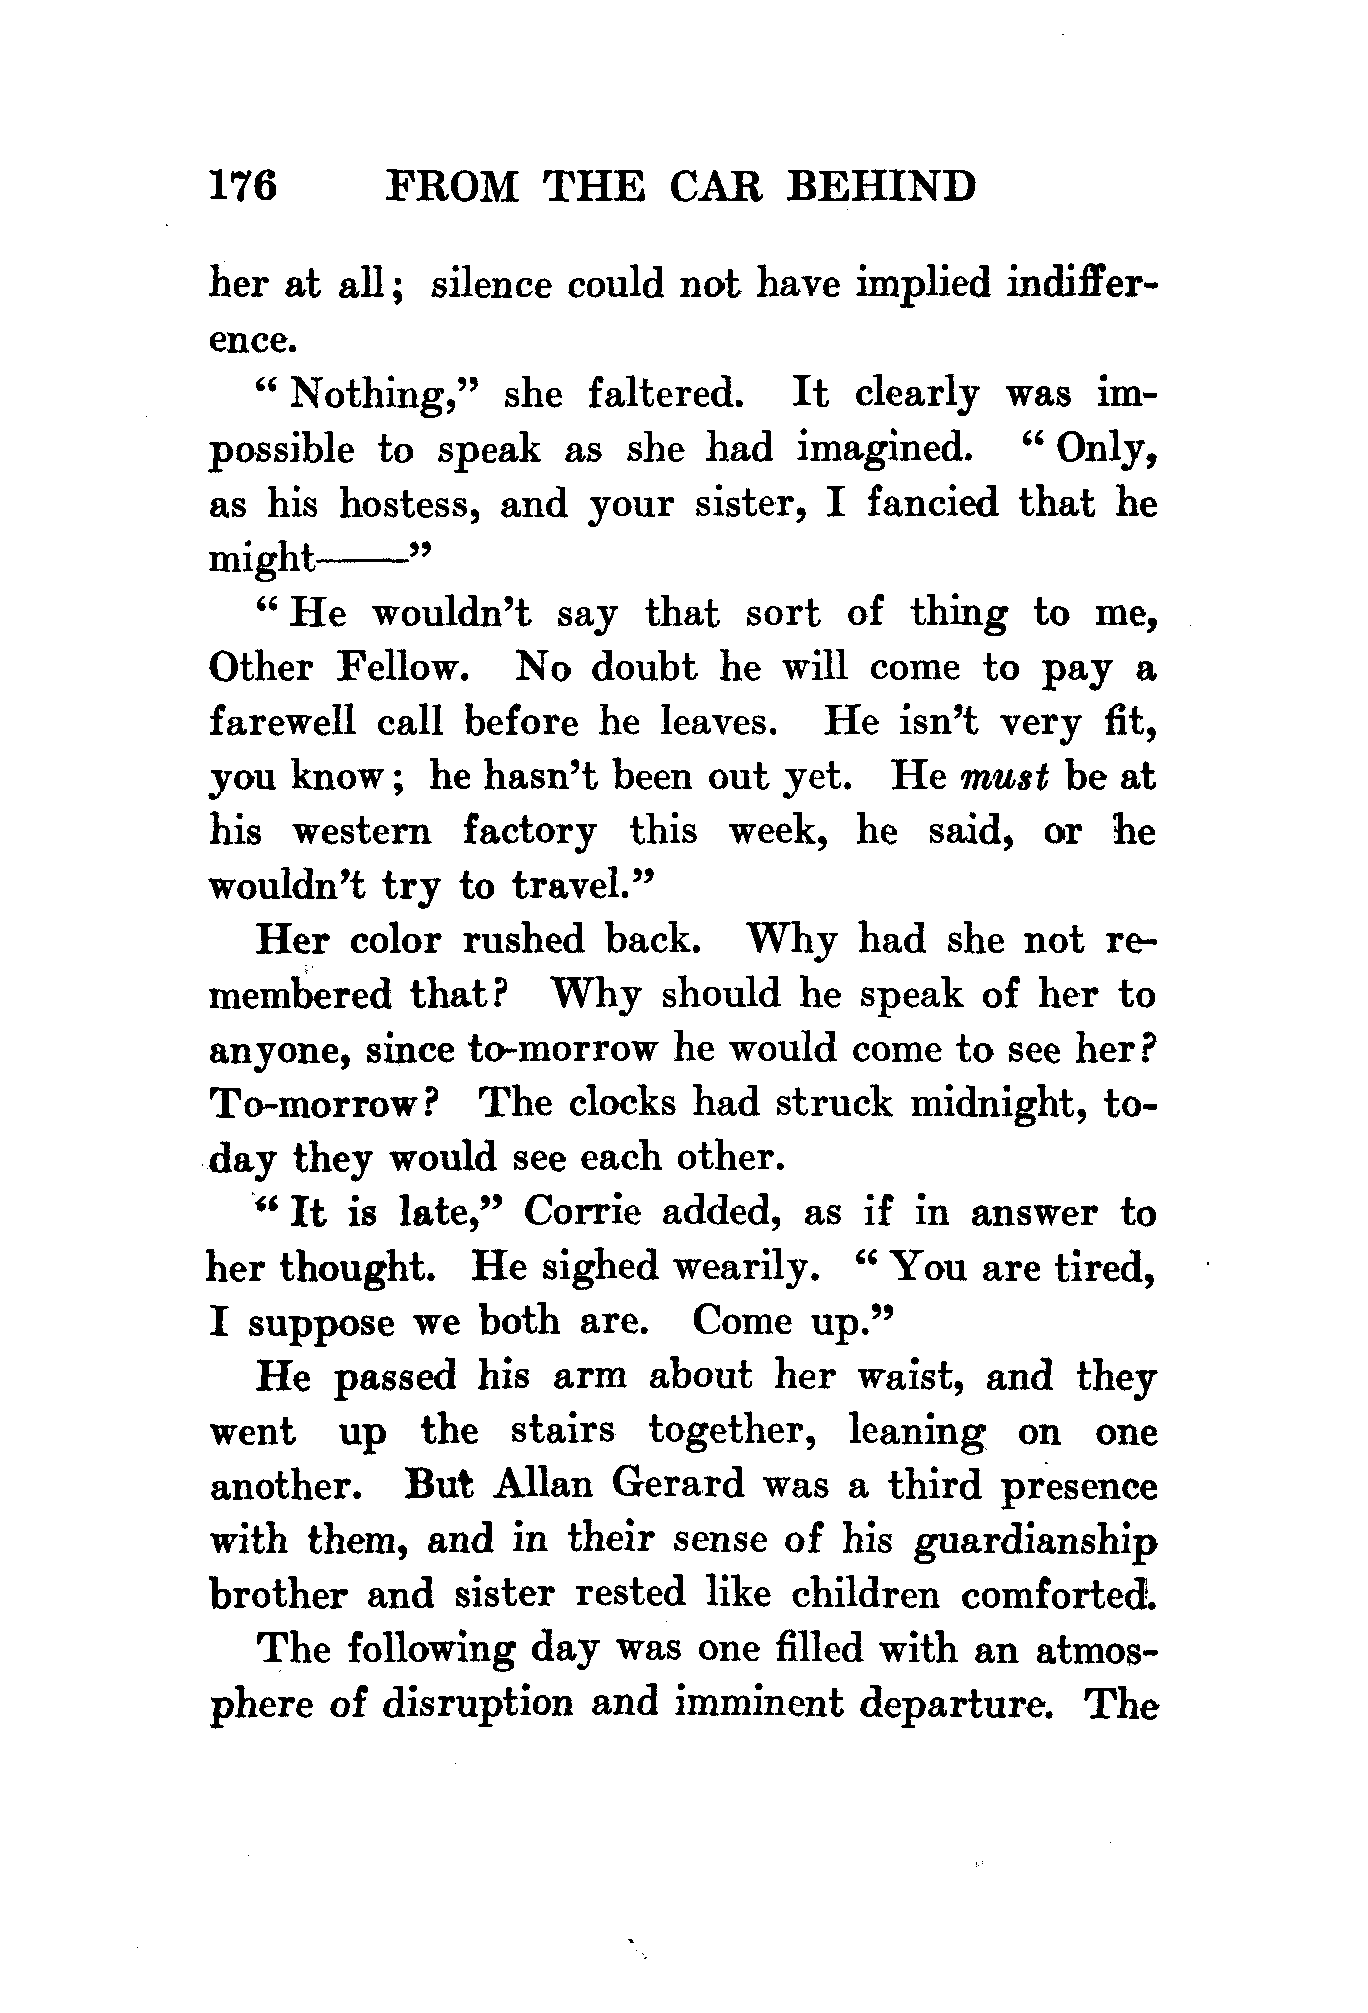 176 FROM THE CAR BEHIND
her at all; silence could not have implied indiffer-
ence.
“Nothing,” she faltered. It clearly was im-
possible to speak as she had imagined. “Only,
as his hostess, and your sister, I fancied that he
might——”
“He wouldn’t say that sort of thing to me,
Other Fellow. No doubt he will come to pay a
farewell call before he leaves. He isn’t very fit,
you know; he hasn’t been out yet. He must be at
his western factory this week, he said, or he
wouldn’t try to travel.”
Her color rushed back. Why had she not re-
membered that? Why should he speak of her to
anyone, since to-morrow he would come to see her?
To-morrow? The clocks had struck midnight, to-
day they would see each other.
“It is late,” Corrie added, as if in answer to
her thought. He sighed wearily. “You are tired,
I suppose we both are. Come up.”
He passed his arm about her waist, and they
went up the stairs together, leaning on one
another. But Allan Gerard was a third presence
with them, and in their sense of his guardianship
brother and sister rested like children comforted.
The following day was one filled with an atmos-
phere of disruption and imminent departure. The